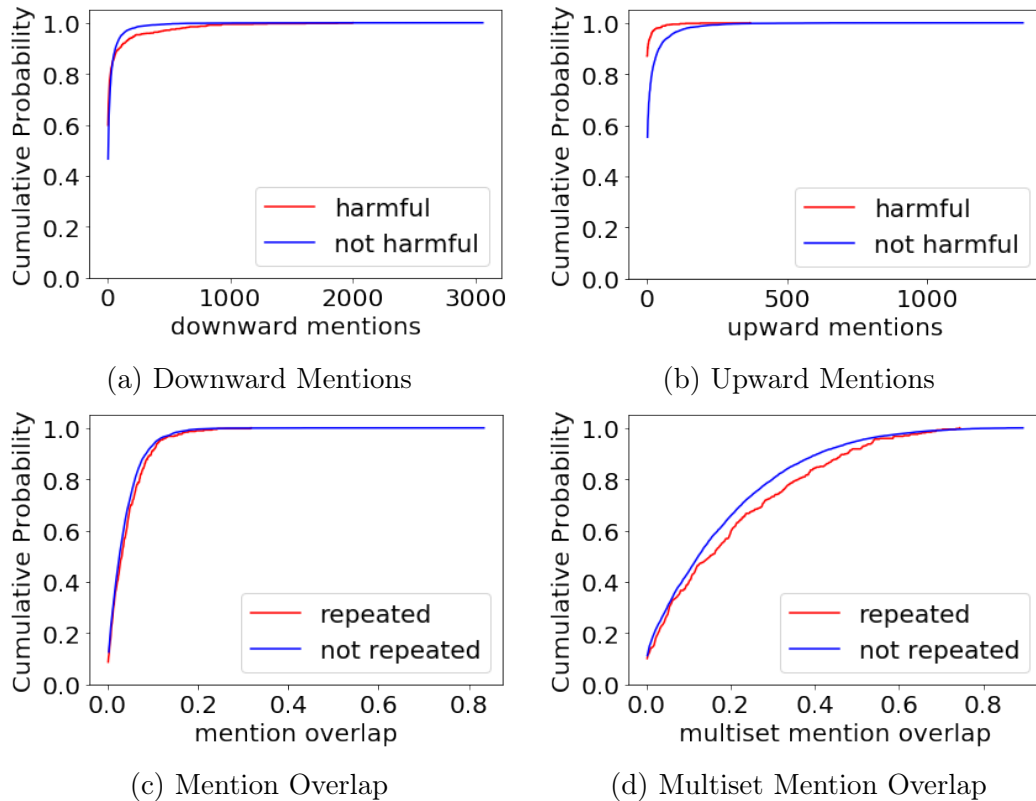 Cumulative Probability
1.0
0.8
0.6
0.4
0.2
0.0
harmful
not harmful
0 1000 2000 3000
downward mentions
(a) Downward Mentions
Cumulative Probability
1.0
0.8
0.6
0.4
0.2
0.0
harmful
not harmful
0 500 1000
upward mentions
(b) Upward Mentions
Cumulative Probability
1.0
0.8
0.6
0.4
0.2
0.0
repeated
not repeated
0.0 0.2 0.4 0.6 0.8
mention overlap
(c) Mention Overlap
Cumulative Probability
1.0
0.8
0.6
0.4
0.2
0.0
repeated
not repeated
0.0 0.2 0.4 0.6 0.8
multiset mention overlap
(d) Multiset Mention Overlap